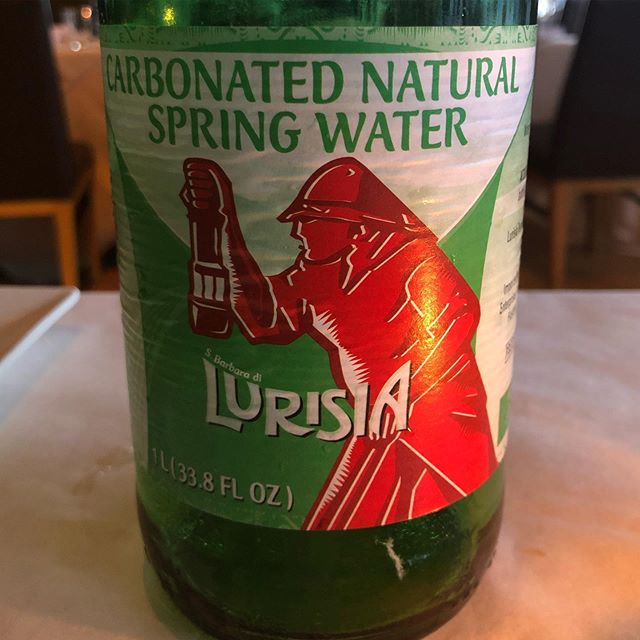 CARBONATED NATURAL
SPRING WATER
S. Barbara di
LURISIA
1 L (33.8 FL OZ)